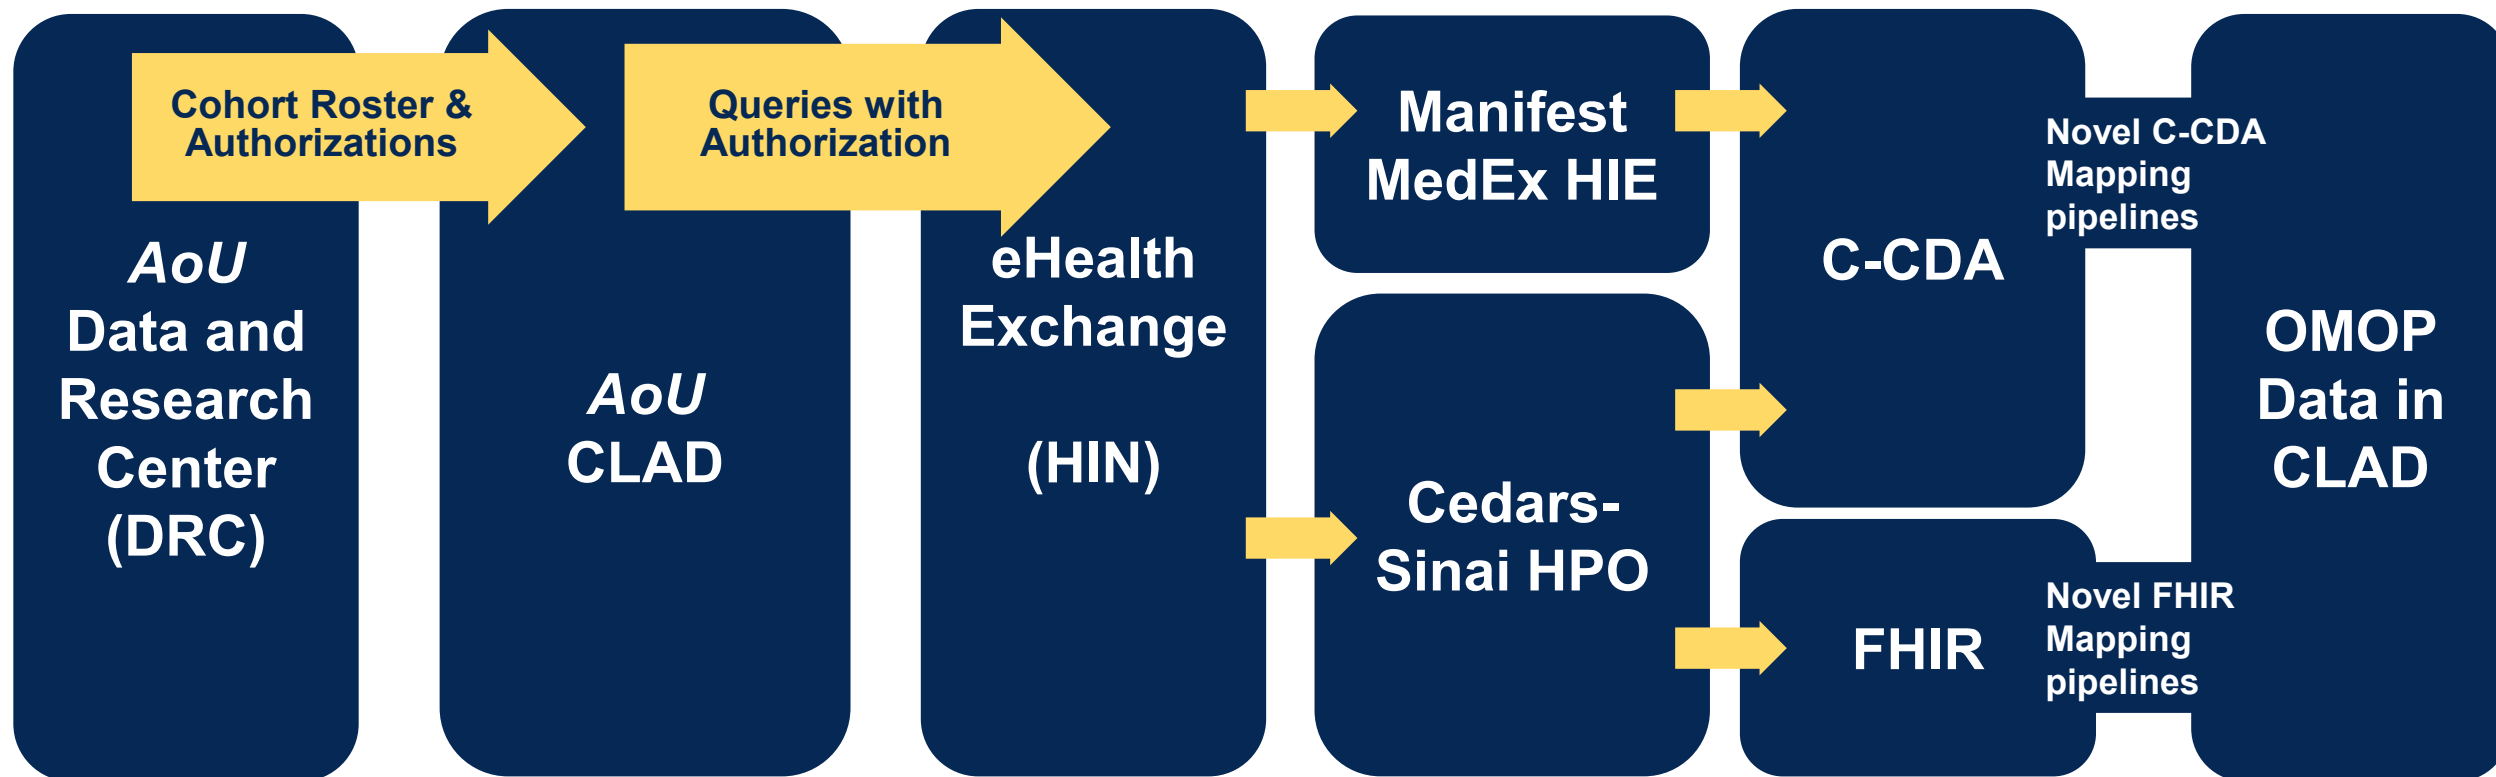 Cohort Roster &
Authorizations
AoU
Data and
Research
Center
(DRC)
Queries with
Authorization
AoU
CLAD
eHealth
Exchange
(HIN)
Manifest
MedEx HIE
Cedars-
Sinai HPO
C-CDA
FHIR
Novel C-CDA
Mapping
pipelines
Novel FHIR
Mapping
pipelines
OMOP
Data in
CLAD